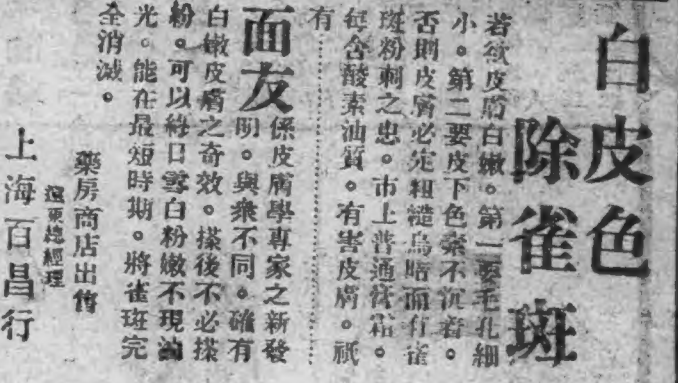 白皮色
除雀斑
若欲皮膚白嫩。第一要毛孔細
小。第二要皮下色素不沉着。
否則皮膚必先粗糙烏暗而有雀
斑粉刺之患。市上普通膏霜。
每含酸素油質。有害皮膚。祇
有
面友
係皮膚學專家之新發
明。與衆不同。確有
白嫩皮膚之奇效。搽後不必搽
粉。可以終日雪白粉嫩不現油
光。能在最短時期。將雀斑完
全消滅。
藥房商店出售
遠東總經理
上海百昌行